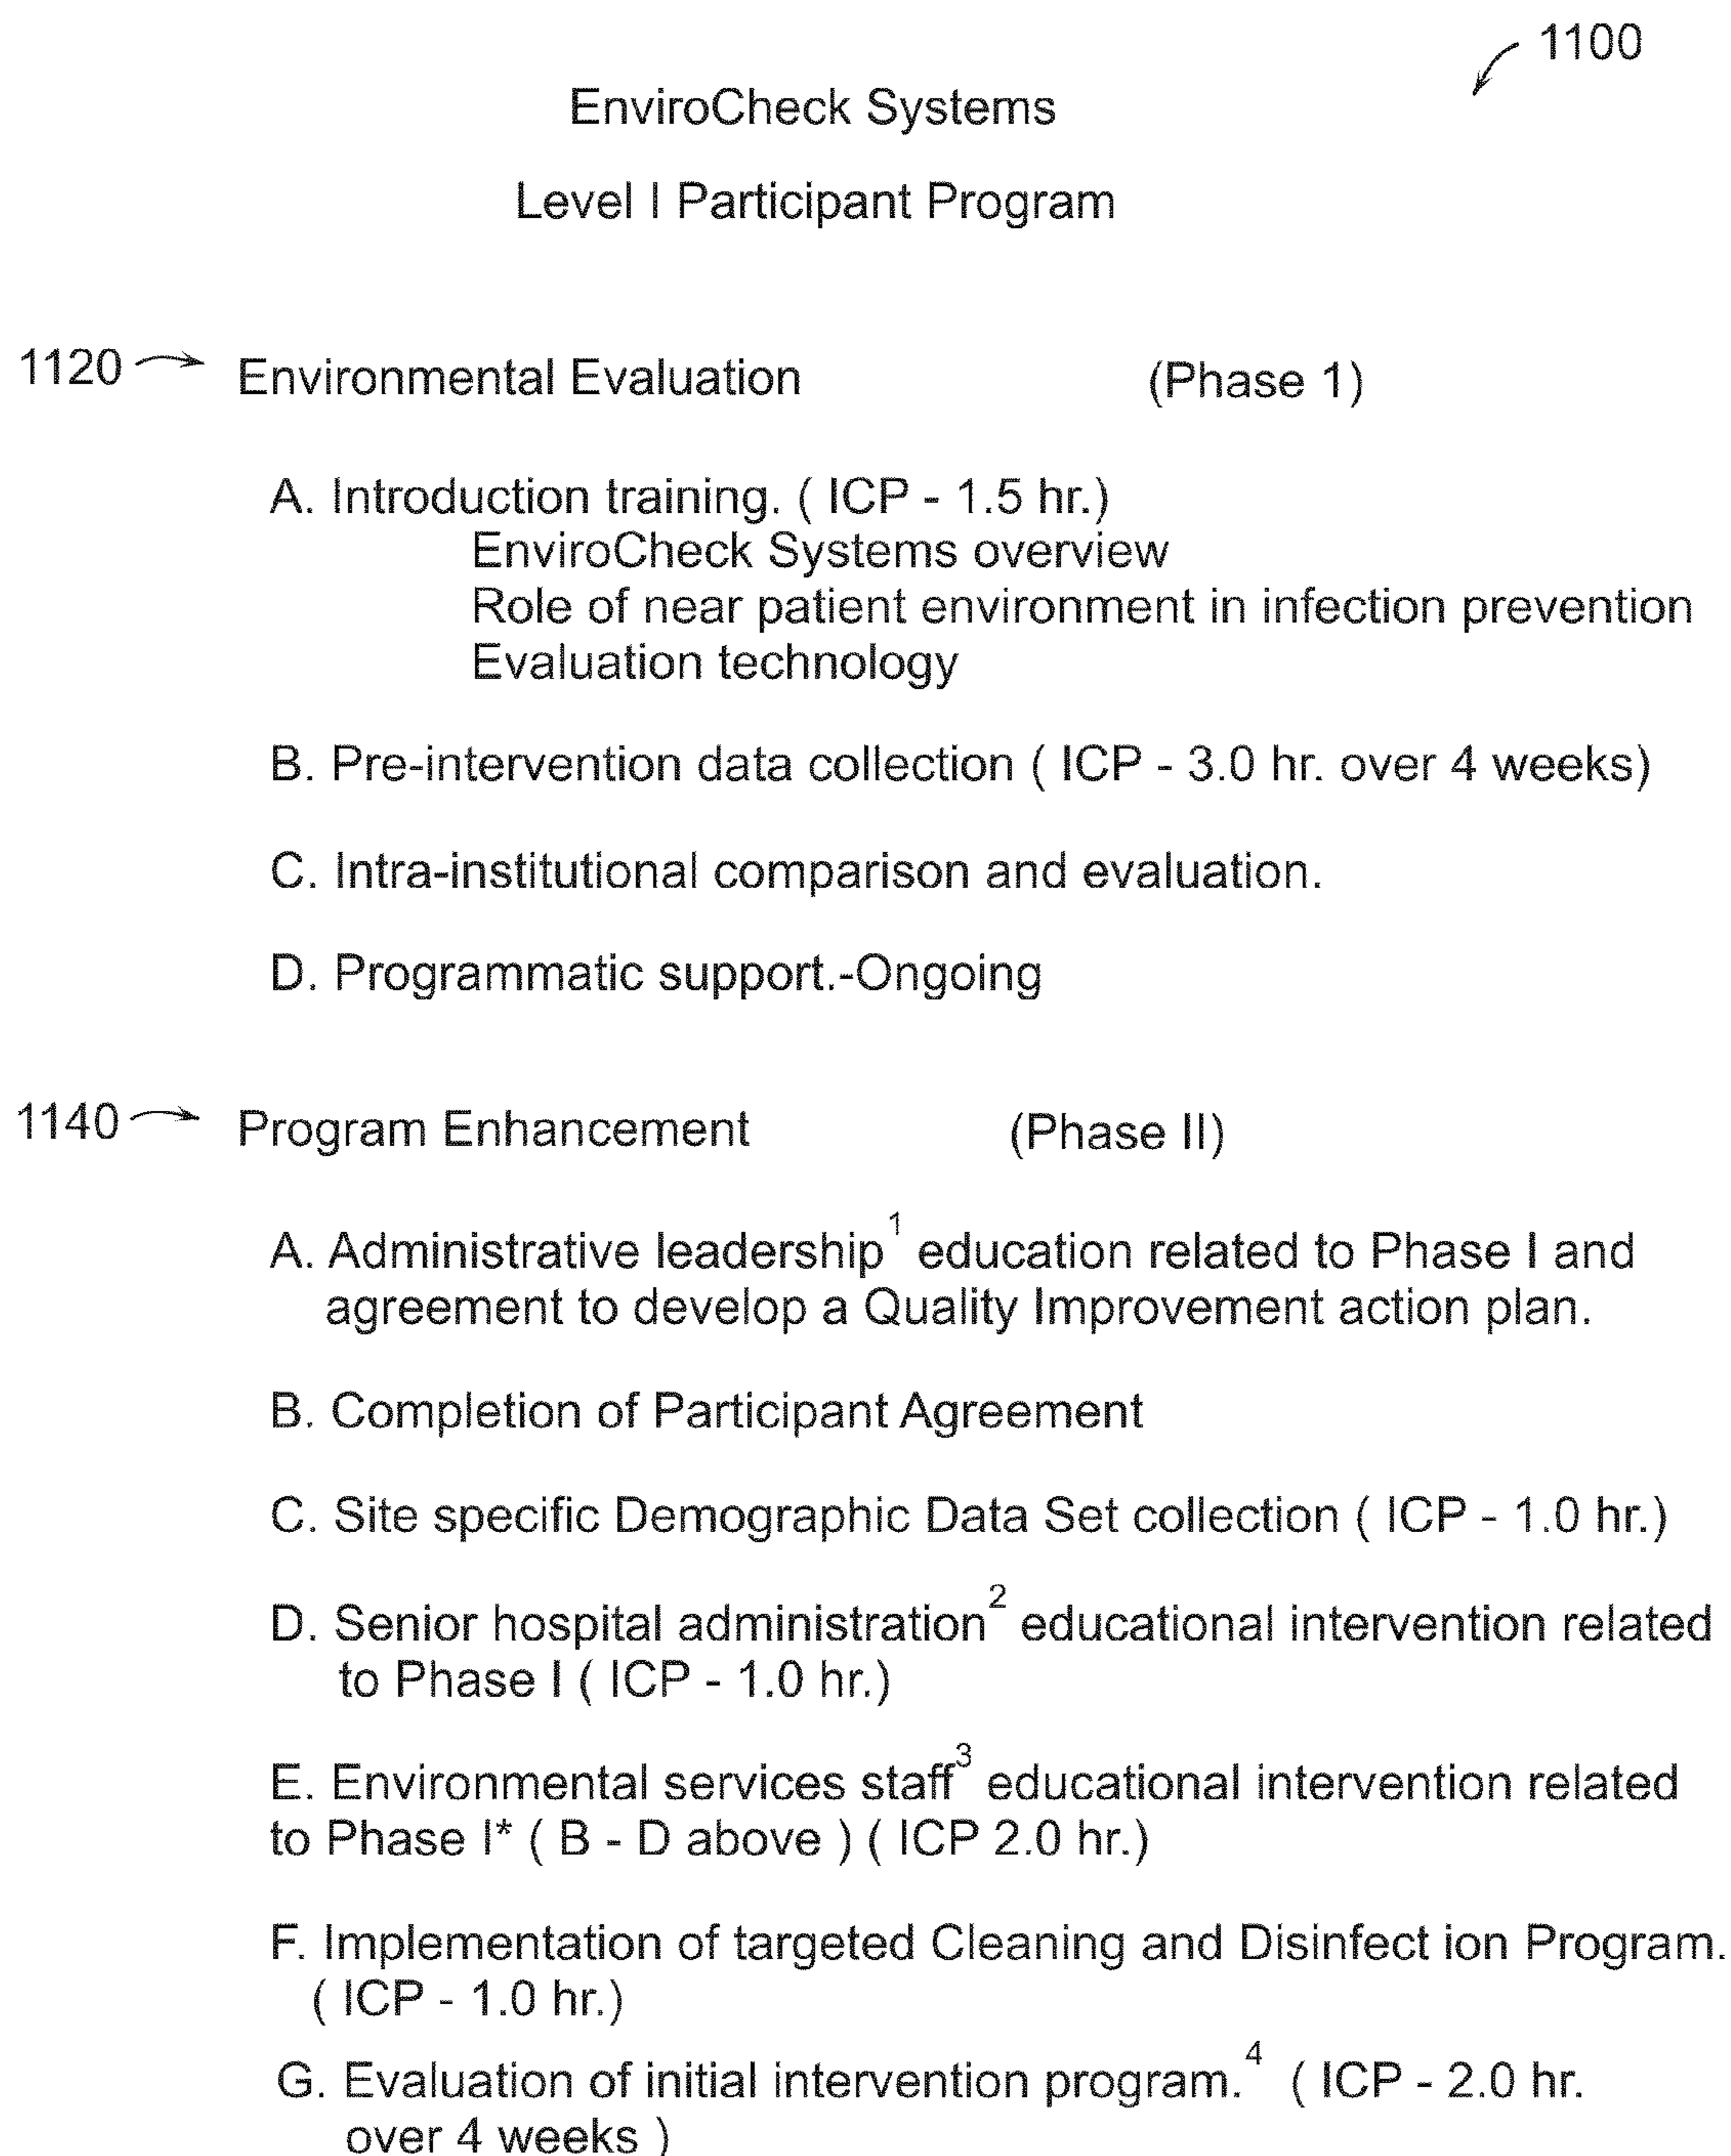 1100
EnviroCheck Systems
Level I Participant Program
1120 Environmental Evaluation (Phase 1)
A. Introduction training. ( ICP - 1.5 hr.)
EnviroCheck Systems overview
Role of near patient environment in infection prevention
Evaluation technology
B. Pre-intervention data collection ( ICP - 3.0 hr. over 4 weeks)
C. Intra-institutional comparison and evaluation.
D. Programmatic support.-Ongoing
1140 Program Enhancement (Phase II)
A. Administrative leadership¹ education related to Phase I and
agreement to develop a Quality Improvement action plan.
B. Completion of Participant Agreement
C. Site specific Demographic Data Set collection ( ICP - 1.0 hr.)
D. Senior hospital administration² educational intervention related
to Phase I ( ICP - 1.0 hr.)
E. Environmental services staff³ educational intervention related
to Phase I* ( B - D above ) ( ICP 2.0 hr.)
F. Implementation of targeted Cleaning and Disinfect ion Program.
( ICP - 1.0 hr.)
G. Evaluation of initial intervention program.⁴ ( ICP - 2.0 hr.
over 4 weeks )